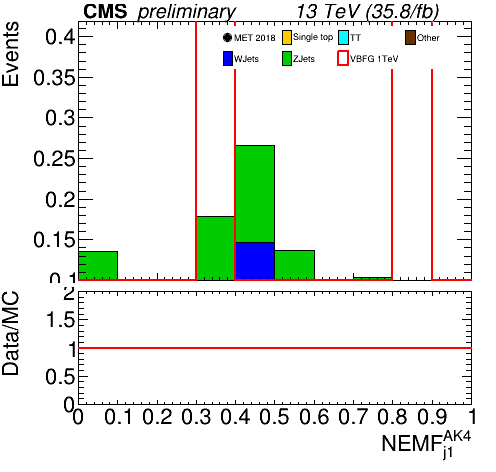 CMS preliminary 13 TeV (35.8/fb)
Events
0.4
0.35
0.3
0.25
0.2
0.15
0.1
MET 2018
Single top
TT
Other
WJets
ZJets
VBFG 1TeV
Data/MC
2
1.5
1
0.5
0
0 0.1 0.2 0.3 0.4 0.5 0.6 0.7 0.8 0.9 1
NEMF_{j1}^{AK4}